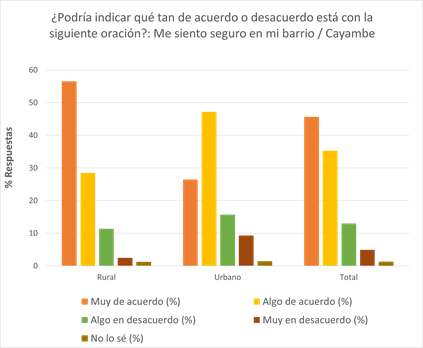 ¿Podría indicar qué tan de acuerdo o desacuerdo está con la
siguiente oración?: Me siento seguro en mi barrio / Cayambe
% Respuestas
60
50
40
30
20
10
0
Rural Urbano Total
Muy de acuerdo (%) Algo de acuerdo (%)
Algo en desacuerdo (%) Muy en desacuerdo (%)
No lo sé (%)